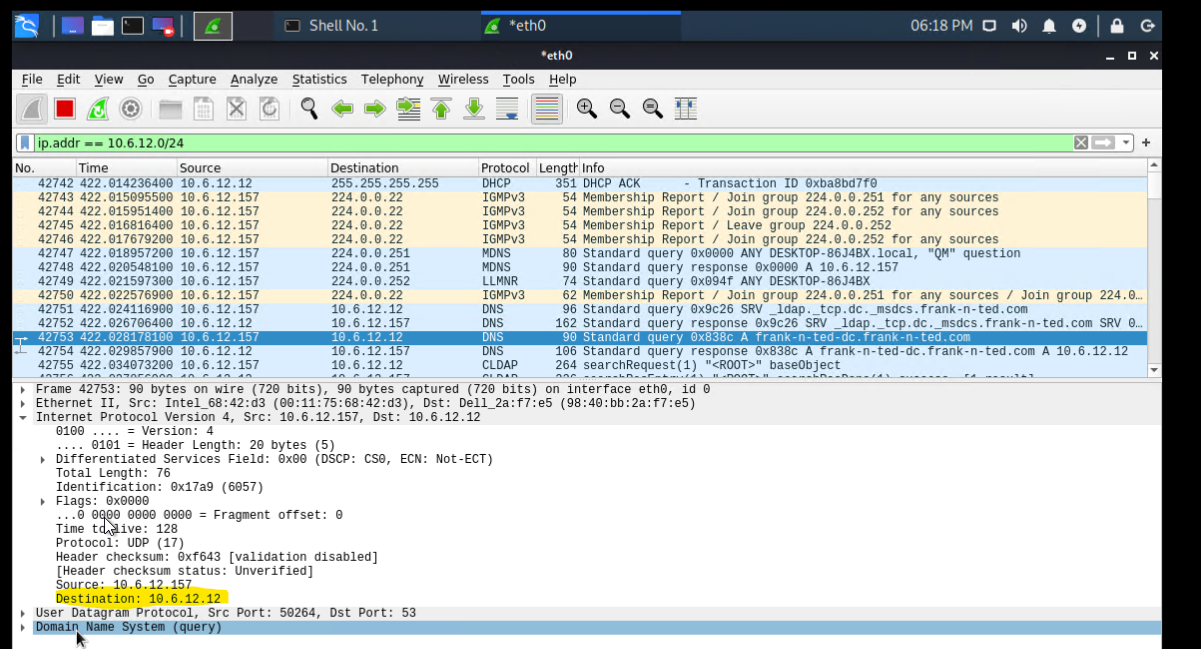 Shell No. 1
*eth0
06:18 PM
*eth0
File Edit View Go Capture Analyze Statistics Telephony Wireless Tools Help
ip.addr == 10.6.12.0/24
No. Time Source Destination Protocol Length Info
42742 422.014236400 10.6.12.12 255.255.255.255 DHCP 351 DHCP ACK - Transaction ID 0xba8bd7f0
42743 422.015095500 10.6.12.157 224.0.0.22 IGMPv3 54 Membership Report / Join group 224.0.0.251 for any sources
42744 422.015951400 10.6.12.157 224.0.0.22 IGMPv3 54 Membership Report / Join group 224.0.0.252 for any sources
42745 422.016816400 10.6.12.157 224.0.0.22 IGMPv3 54 Membership Report / Leave group 224.0.0.252
42746 422.017679200 10.6.12.157 224.0.0.22 IGMPv3 54 Membership Report / Join group 224.0.0.252 for any sources
42747 422.018957200 10.6.12.157 224.0.0.251 MDNS 80 Standard query 0x0000 ANY DESKTOP-86J4BX.local, "QM" question
42748 422.020548100 10.6.12.157 224.0.0.251 MDNS 90 Standard query response 0x0000 A 10.6.12.157
42749 422.021597300 10.6.12.157 224.0.0.252 LLMNR 74 Standard query 0x094f ANY DESKTOP-86J4BX
42750 422.022576900 10.6.12.157 224.0.0.22 IGMPv3 62 Membership Report / Join group 224.0.0.251 for any sources / Join group 224.0…
42751 422.024116900 10.6.12.157 10.6.12.12 DNS 96 Standard query 0x9c26 SRV _ldap._tcp.dc._msdcs.frank-n-ted.com
42752 422.026706400 10.6.12.12 10.6.12.157 DNS 162 Standard query response 0x9c26 SRV _ldap._tcp.dc._msdcs.frank-n-ted.com SRV 0…
42753 422.028178100 10.6.12.157 10.6.12.12 DNS 90 Standard query 0x838c A frank-n-ted-dc.frank-n-ted.com
42754 422.029857900 10.6.12.12 10.6.12.157 DNS 106 Standard query response 0x838c A frank-n-ted-dc.frank-n-ted.com A 10.6.12.12
42755 422.034073200 10.6.12.157 10.6.12.12 CLDAP 264 searchRequest(1) "<ROOT>" baseObject
Frame 42753: 90 bytes on wire (720 bits), 90 bytes captured (720 bits) on interface eth0, id 0
Ethernet II, Src: Intel_68:42:d3 (00:11:75:68:42:d3), Dst: Dell_2a:f7:e5 (98:40:bb:2a:f7:e5)
Internet Protocol Version 4, Src: 10.6.12.157, Dst: 10.6.12.12
0100 .... = Version: 4
.... 0101 = Header Length: 20 bytes (5)
Differentiated Services Field: 0x00 (DSCP: CS0, ECN: Not-ECT)
Total Length: 76
Identification: 0x17a9 (6057)
Flags: 0x0000
...0 0000 0000 0000 = Fragment offset: 0
Time to live: 128
Protocol: UDP (17)
Header checksum: 0xf643 [validation disabled]
[Header checksum status: Unverified]
Source: 10.6.12.157
Destination: 10.6.12.12
User Datagram Protocol, Src Port: 50264, Dst Port: 53
Domain Name System (query)